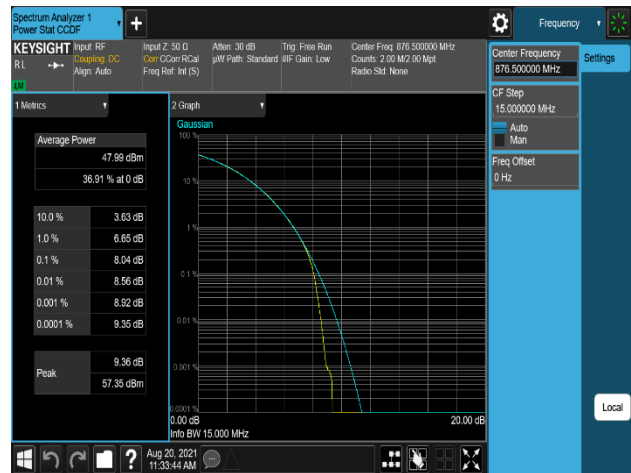 Spectrum Analyzer 1
Power Stat CCDF
Frequency
KEYSIGHT
Input: RF
Coupling: DC
Align: Auto
Input Z: 50 Ω
Corr CCorr RCal
Freq Ref: Int (S)
Atten: 30 dB
µW Path: Standard
Trig: Free Run
#IF Gain: Low
Center Freq: 876.500000 MHz
Counts: 2.00 M/2.00 Mpt
Radio Std: None
R L
Center Frequency
876.500000 MHz
Settings
CF Step
15.000000 MHz
Auto
Man
Freq Offset
0 Hz
1 Metrics
Average Power
47.99 dBm
36.91 % at 0 dB
10.0 % 3.63 dB
1.0 % 6.65 dB
0.1 % 8.04 dB
0.01 % 8.56 dB
0.001 % 8.92 dB
0.0001 % 9.35 dB
Peak
9.36 dB
57.35 dBm
2 Graph
Gaussian
100 %
10 %
1 %
0.1 %
0.01 %
0.001 %
0.0001 %
0.00 dB
20.00 dB
Info BW 15.000 MHz
Local
?
Aug 20, 2021
11:33:44 AM